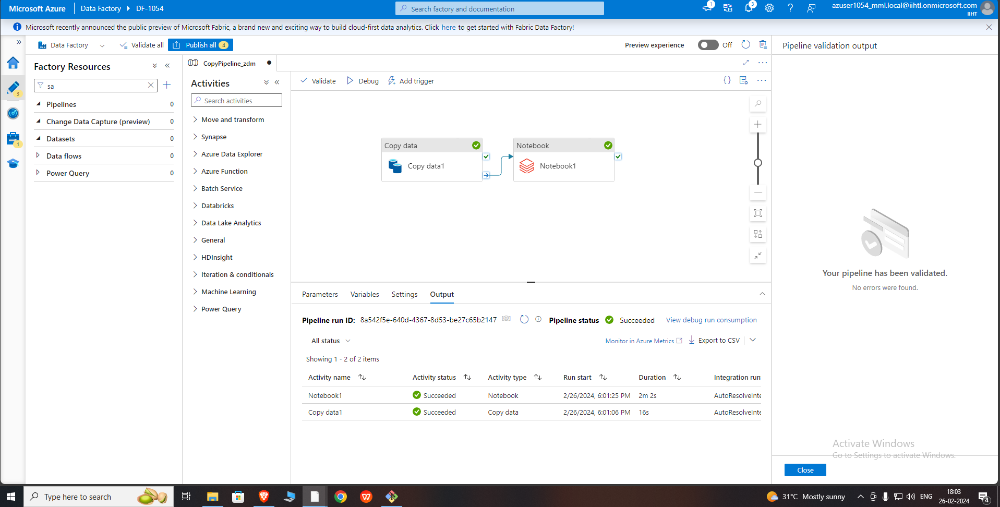 Microsoft Azure Data Factory DF-1054
Search factory and documentation
1
3
azuser1054_mml.local@iihtl.onmicrosoft.com
IIHT
Microsoft recently announced the public preview of Microsoft Fabric, a brand new and exciting way to build cloud-first data analytics. Click here to get started with Fabric Data Factory!
Data Factory
Validate all
Publish all 4
Preview experience
Off
Factory Resources
sa
3
1
Pipelines 0
Change Data Capture (preview) 0
Datasets 0
Data flows 0
Power Query 0
CopyPipeline_zdm
Activities
Search activities
Move and transform
Synapse
Azure Data Explorer
Azure Function
Batch Service
Databricks
Data Lake Analytics
General
HDInsight
Iteration & conditionals
Machine Learning
Power Query
Validate
Debug
Add trigger
{}
Copy data
Copy data1
Notebook
Notebook1
Parameters
Variables
Settings
Output
Pipeline run ID: 8a542f5e-640d-4367-8d53-be27c65b2147
Pipeline status Succeeded
View debug run consumption
All status
Monitor in Azure Metrics
Export to CSV
Showing 1 - 2 of 2 items
Activity name Activity status Activity type Run start Duration Integration run
Notebook1 Succeeded Notebook 2/26/2024, 6:01:25 PM 2m 2s AutoResolveInte
Copy data1 Succeeded Copy data 2/26/2024, 6:01:06 PM 16s AutoResolveInte
Pipeline validation output
Your pipeline has been validated.
No errors were found.
Activate Windows
Go to Settings to activate Windows.
Close
Type here to search
31°C Mostly sunny
ENG
18:03
26-02-2024
4